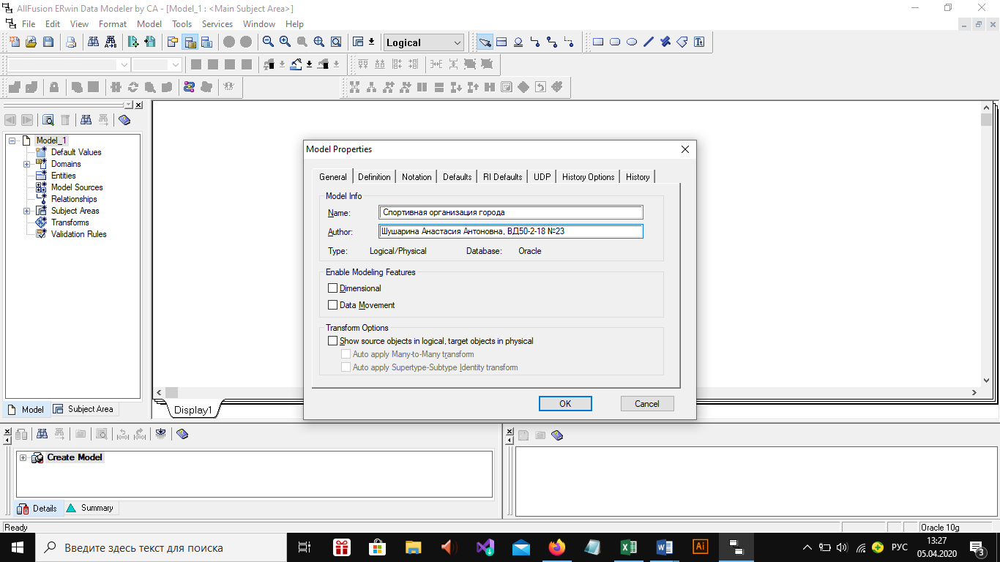 AllFusion ERwin Data Modeler by CA - [Model_1 : <Main Subject Area>]
File Edit View Format Model Tools Services Window Help
Logical
Model_1
Default Values
Domains
Entities
Model Sources
Relationships
Subject Areas
Transforms
Validation Rules
Model Subject Area
Display1
Model Properties
General Definition Notation Defaults RI Defaults UDP History Options History
Model Info
Name: Спортивная организация города
Author: Шушарина Анастасия Антоновна, ВД50-2-18 №23
Type: Logical/Physical Database: Oracle
Enable Modeling Features
Dimensional
Data Movement
Transform Options
Show source objects in logical, target objects in physical
Auto apply Many-to-Many transform
Auto apply Supertype-Subtype Identity transform
OK Cancel
Create Model
Details Summary
Ready Oracle 10g
Введите здесь текст для поиска
Ai
РУС
13:27
05.04.2020
3